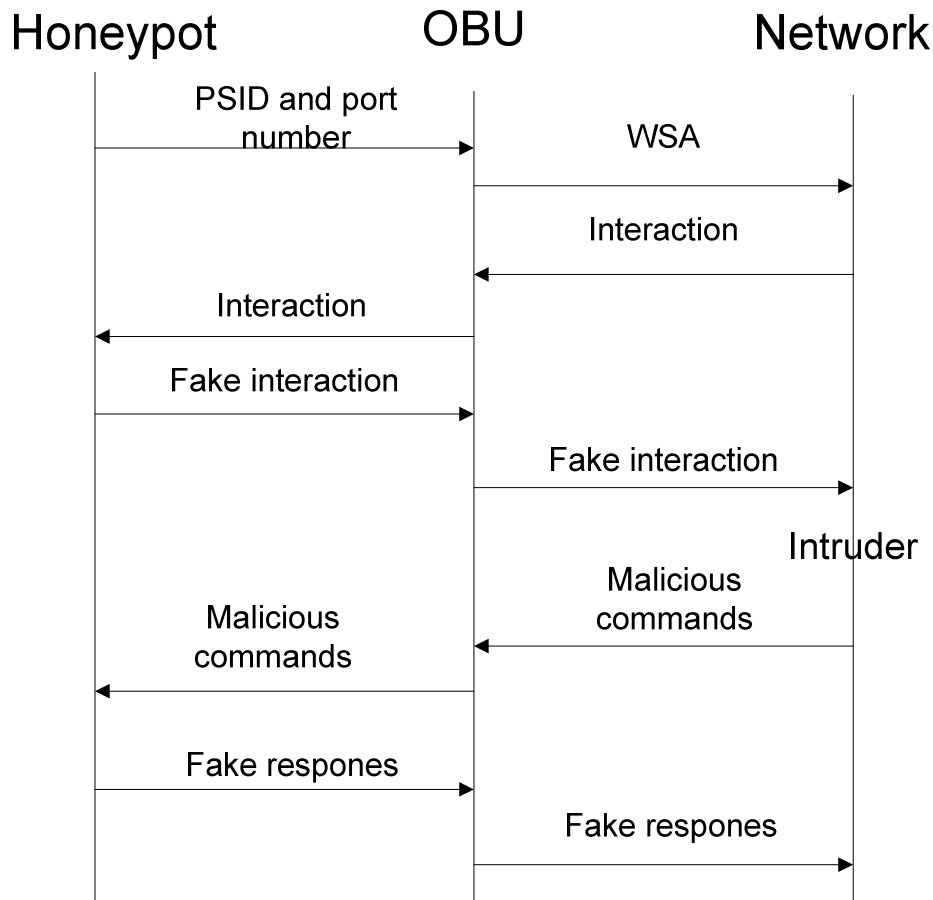 Honeypot
OBU
Network
PSID and port
number
WSA
Interaction
Interaction
Fake interaction
Fake interaction
Intruder
Malicious
commands
Malicious
commands
Fake respones
Fake respones